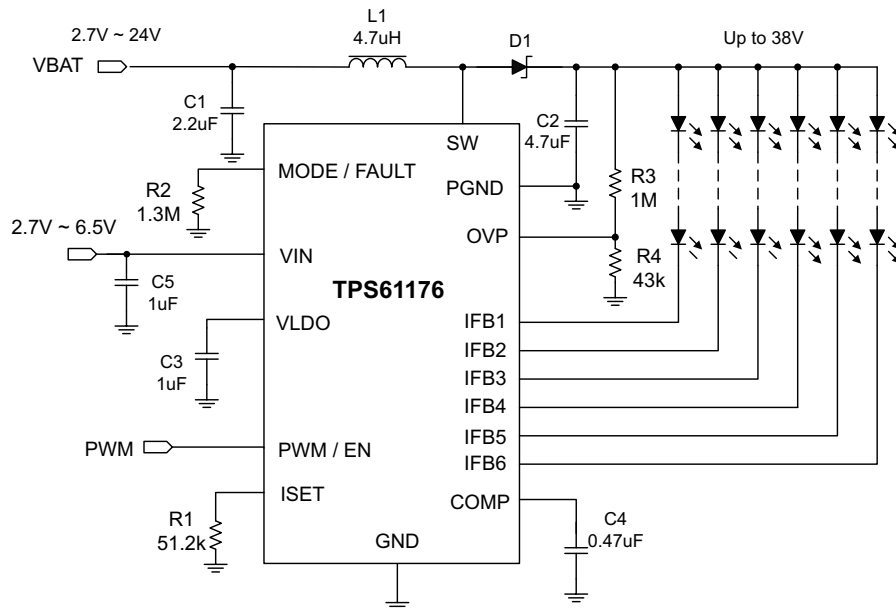 L1
4.7uH
2.7V ~ 24V
VBAT
D1
Up to 38V
C1
2.2uF
C2
4.7uF
SW
MODE / FAULT
R2
1.3M
PGND
R3
1M
2.7V ~ 6.5V
OVP
R4
43k
VIN
C5
1uF
TPS61176
VLDO
IFB1
IFB2
C3
1uF
IFB3
IFB4
IFB5
PWM
PWM / EN
IFB6
ISET
COMP
R1
51.2k
C4
0.47uF
GND